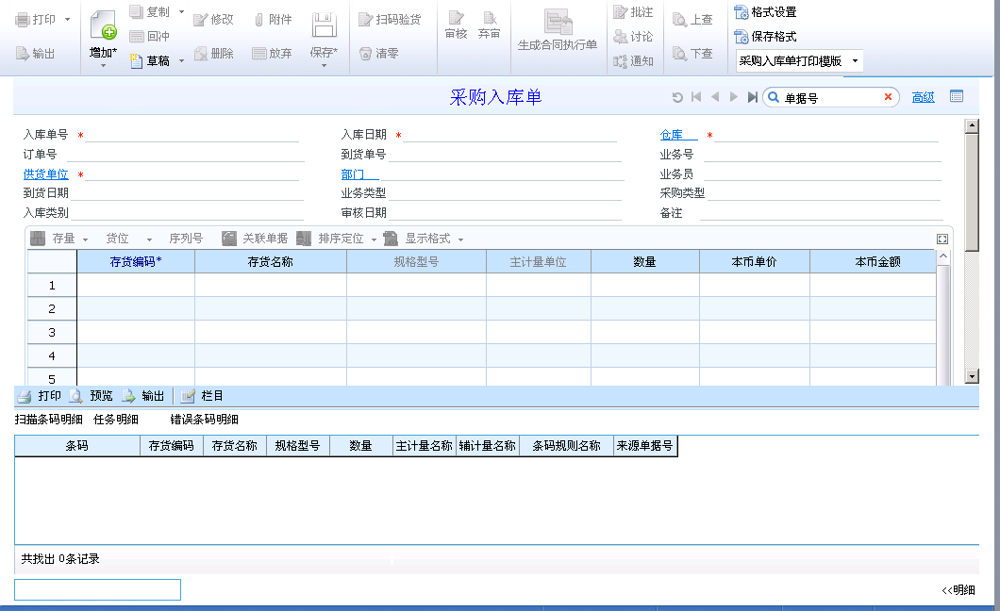 打印 复制 修改 附件 扫码验货 批注 上查 格式设置
增加* 回冲 保存* 审核 弃审 生成合同执行单 讨论 保存格式
输出 草稿 删除 放弃 清零 通知 下查 采购入库单打印模版
采购入库单 单据号 高级
入库单号 * 入库日期 * 仓库 *
订单号 到货单号 业务号
供货单位 * 部门 业务员
到货日期 业务类型 采购类型
入库类别 审核日期 备注
存量 货位 序列号 关联单据 排序定位 显示格式
存货编码* 存货名称 规格型号 主计量单位 数量 本币单价 本币金额
1
2
3
4
5
打印 预览 输出 栏目
扫描条码明细 任务明细 错误条码明细
条码 存货编码 存货名称 规格型号 数量 主计量名称 辅计量名称 条码规则名称 来源单据号
共找出 0条记录
<<明细